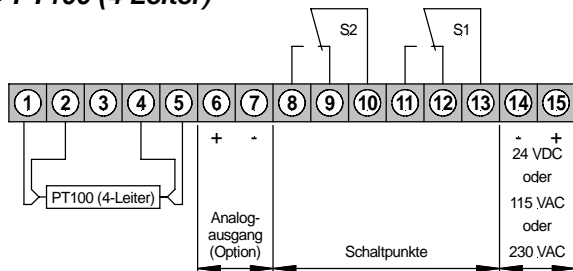 PT100 (4-Leiter)
S2 S1
1 2 3 4 5 6 7 8 9 10 11 12 13 14 15
+ - - +
PT100 (4-Leiter)
Analog-
ausgang
(Option)
Schaltpunkte
24 VDC
oder
115 VAC
oder
230 VAC